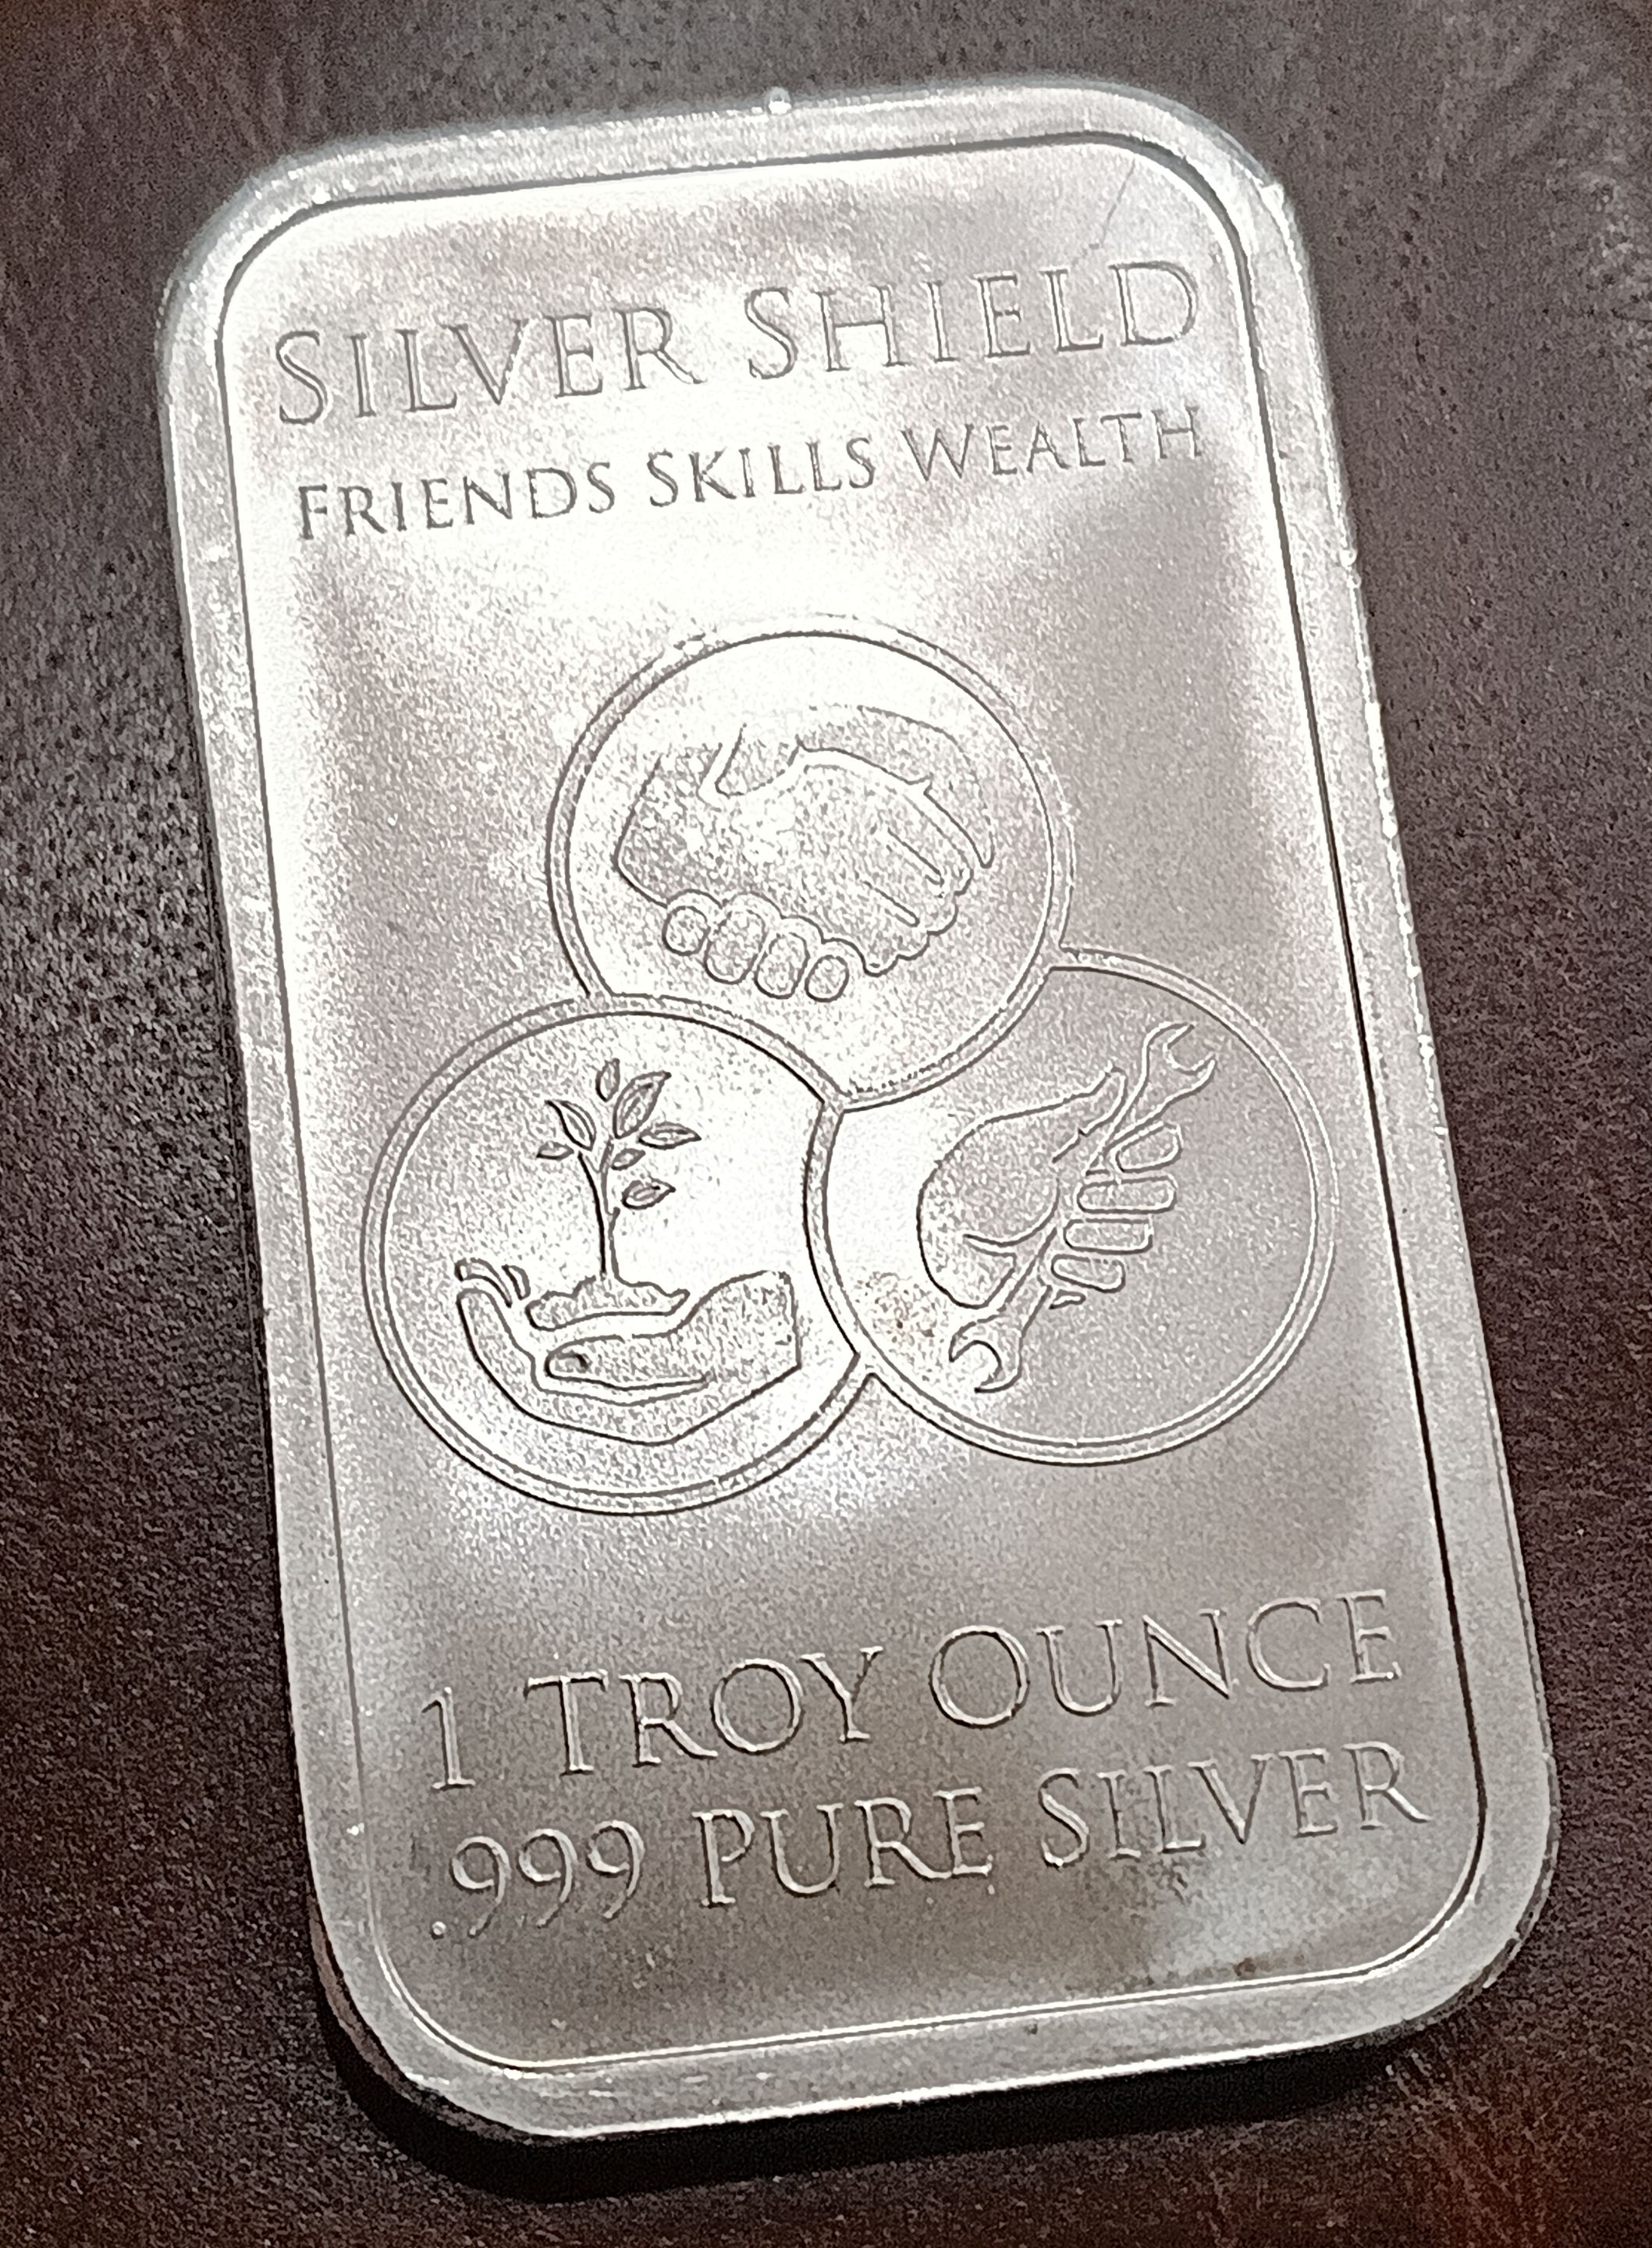 SILVER SHIELD
FRIENDS SKILLS WEALTH
1 TROY OUNCE
.999 PURE SILVER